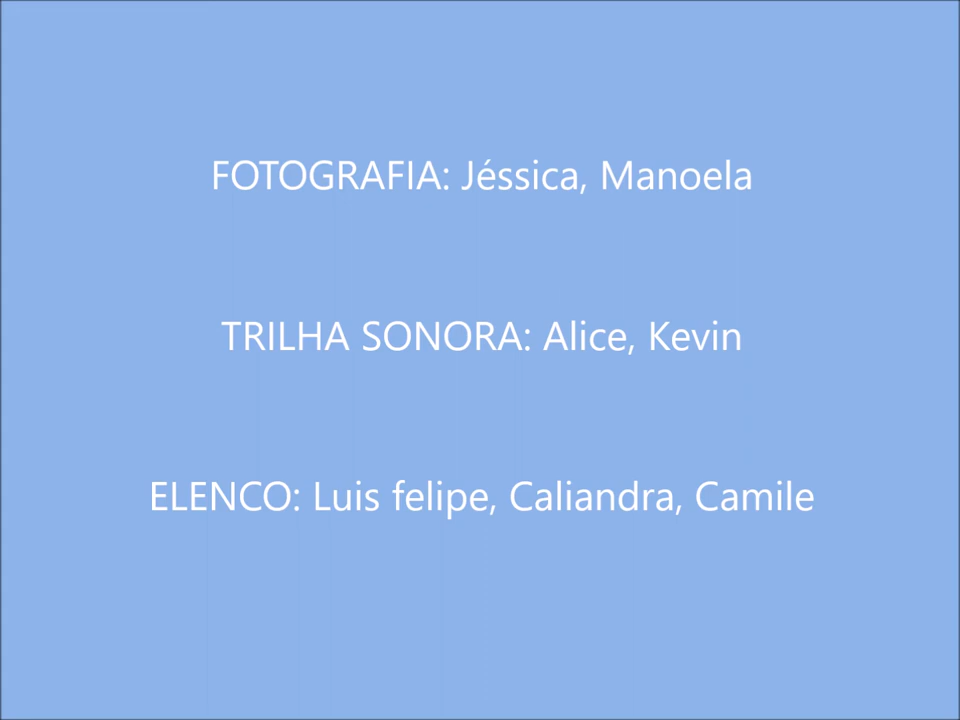 FOTOGRAFIA: Jéssica, Manoela
TRILHA SONORA: Alice, Kevin
ELENCO: Luis felipe, Caliandra, Camile